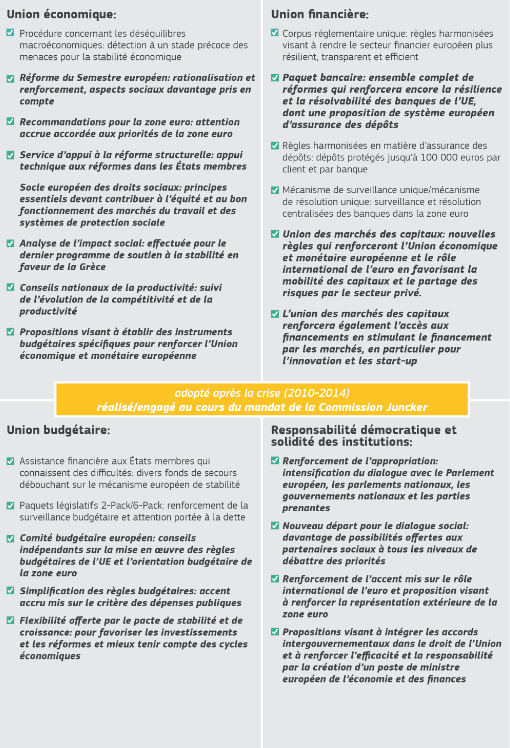 Union économique:
Procédure concernant les déséquilibres
macroéconomiques: détection à un stade précoce des
menaces pour la stabilité économique
Réforme du Semestre européen: rationalisation et
renforcement, aspects sociaux davantage pris en
compte
Recommandations pour la zone euro: attention
accrue accordée aux priorités de la zone euro
Service d'appui à la réforme structurelle: appui
technique aux réformes dans les États membres
Socle européen des droits sociaux: principes
essentiels devant contribuer à l'équité et au bon
fonctionnement des marchés du travail et des
systèmes de protection sociale
Analyse de l'impact social: effectuée pour le
dernier programme de soutien à la stabilité en
faveur de la Grèce
Conseils nationaux de la productivité: suivi
de l'évolution de la compétitivité et de la
productivité
Propositions visant à établir des instruments
budgétaires spécifiques pour renforcer l'Union
économique et monétaire européenne
Union financière:
Corpus réglementaire unique: règles harmonisées
visant à rendre le secteur financier européen plus
résilient, transparent et efficient
Paquet bancaire: ensemble complet de
réformes qui renforcera encore la résilience
et la résolvabilité des banques de l'UE,
dont une proposition de système européen
d'assurance des dépôts
Règles harmonisées en matière d'assurance des
dépôts: dépôts protégés jusqu'à 100 000 euros par
client et par banque
Mécanisme de surveillance unique/mécanisme
de résolution unique: surveillance et résolution
centralisées des banques dans la zone euro
Union des marchés des capitaux: nouvelles
règles qui renforceront l'Union économique
et monétaire européenne et le rôle
international de l'euro en favorisant la
mobilité des capitaux et le partage des
risques par le secteur privé.
L'union des marchés des capitaux
renforcera également l'accès aux
financements en stimulant le financement
par les marchés, en particulier pour
l'innovation et les start-up
adopté après la crise (2010-2014)
réalisé/engagé au cours du mandat de la Commission Juncker
Union budgétaire:
Assistance financière aux États membres qui
connaissent des difficultés: divers fonds de secours
débouchant sur le mécanisme européen de stabilité
Paquets législatifs 2-Pack/6-Pack: renforcement de la
surveillance budgétaire et attention portée à la dette
Comité budgétaire européen: conseils
indépendants sur la mise en œuvre des règles
budgétaires de l'UE et l'orientation budgétaire de
la zone euro
Simplification des règles budgétaires: accent
accru mis sur le critère des dépenses publiques
Flexibilité offerte par le pacte de stabilité et de
croissance: pour favoriser les investissements
et les réformes et mieux tenir compte des cycles
économiques
Responsabilité démocratique et
solidité des institutions:
Renforcement de l'appropriation:
intensification du dialogue avec le Parlement
européen, les parlements nationaux, les
gouvernements nationaux et les parties
prenantes
Nouveau départ pour le dialogue social:
davantage de possibilités offertes aux
partenaires sociaux à tous les niveaux de
débattre des priorités
Renforcement de l'accent mis sur le rôle
international de l'euro et proposition visant
à renforcer la représentation extérieure de la
zone euro
Propositions visant à intégrer les accords
intergouvernementaux dans le droit de l'Union
et à renforcer l'efficacité et la responsabilité
par la création d'un poste de ministre
européen de l'économie et des finances